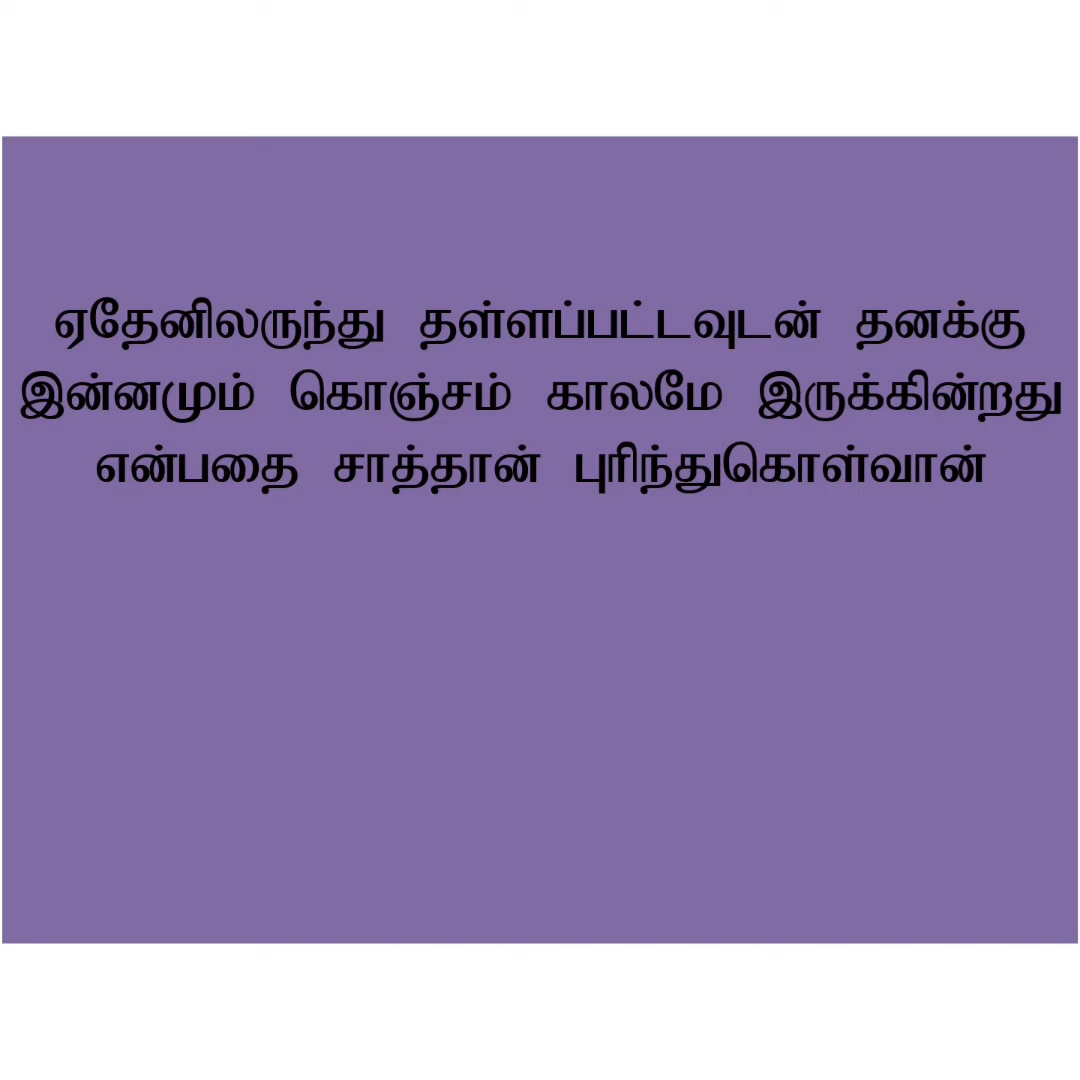 ஏதேனிலருந்து தள்ளப்பட்டவுடன் தனக்கு
இன்னமும் கொஞ்சம் காலமே இருக்கின்றது
என்பதை சாத்தான் புரிந்துகொள்வான்